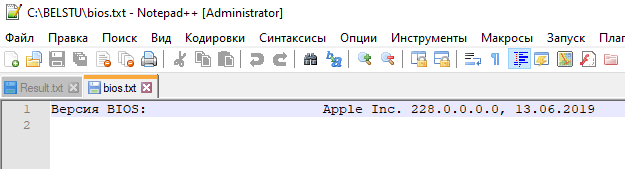 C:\BELSTU\bios.txt - Notepad++ [Administrator]
Файл Правка Поиск Вид Кодировки Синтаксисы Опции Инструменты Макросы Запуск
Result.txt bios.txt
1 Версия BIOS: Apple Inc. 228.0.0.0.0, 13.06.2019
2